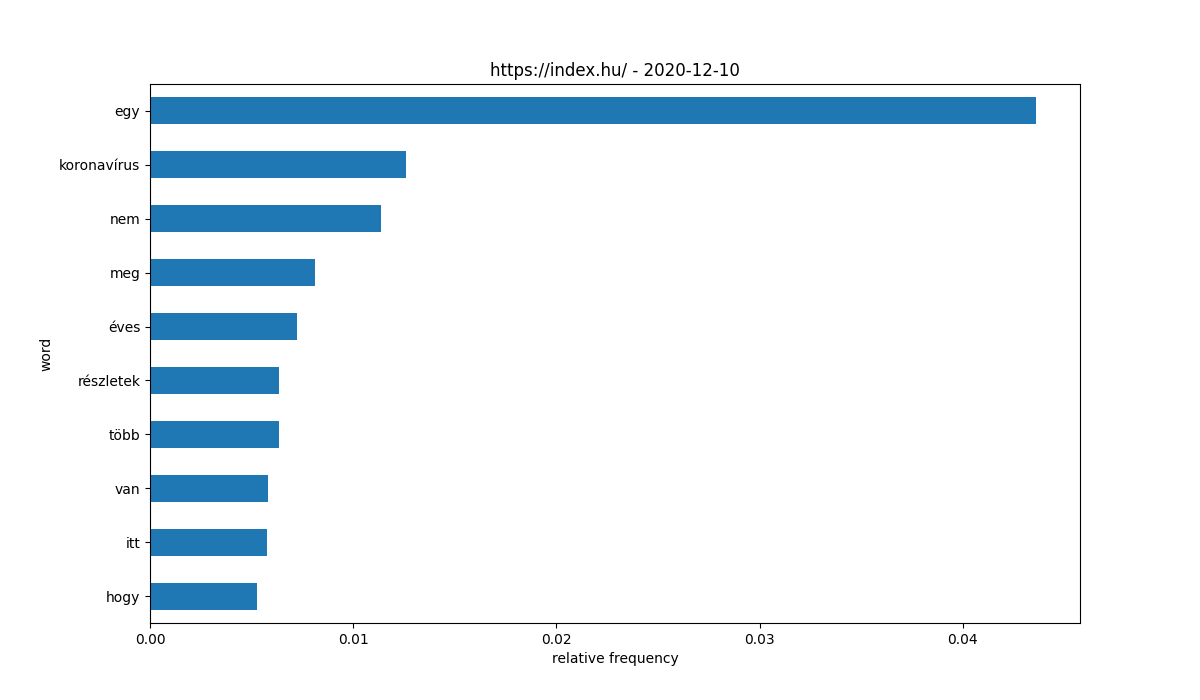 https://index.hu/ - 2020-12-10
egy
koronavírus
nem
meg
éves
részletek
több
van
itt
hogy
word
0.00 0.01 0.02 0.03 0.04
relative frequency